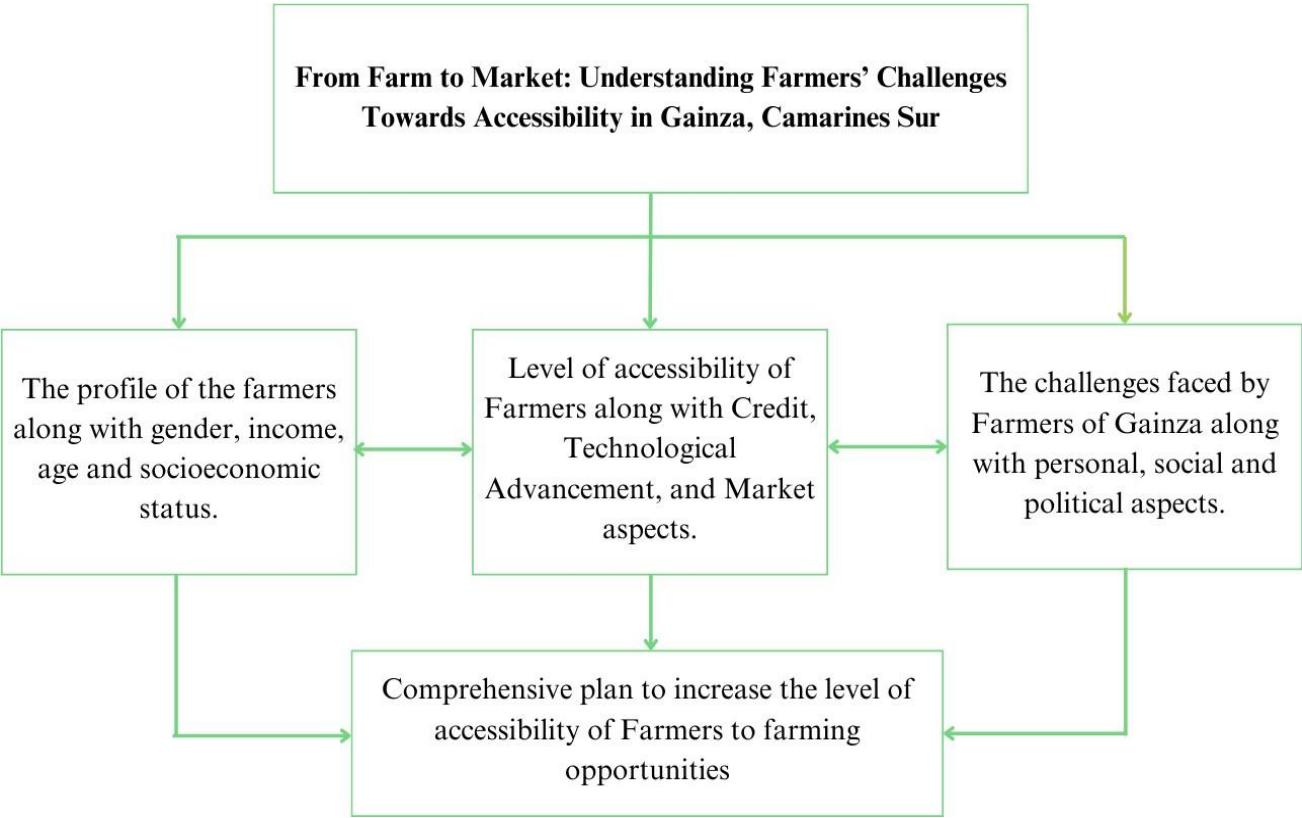 From Farm to Market: Understanding Farmers’ Challenges
Towards Accessibility in Gainza, Camarines Sur
The profile of the farmers
along with gender, income,
age and socioeconomic
status.
Level of accessibility of
Farmers along with Credit,
Technological
Advancement, and Market
aspects.
The challenges faced by
Farmers of Gainza along
with personal, social and
political aspects.
Comprehensive plan to increase the level of
accessibility of Farmers to farming
opportunities